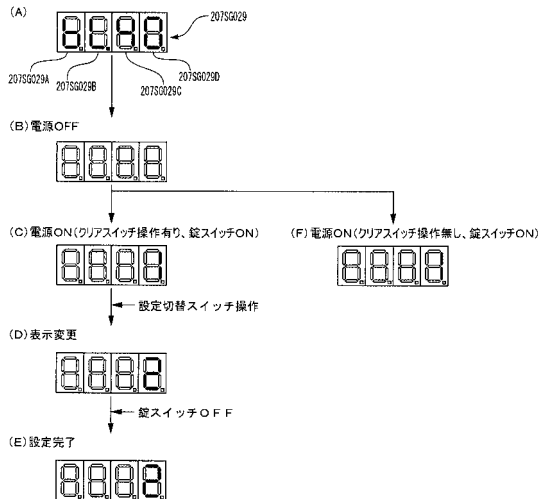 (A)
207SG029
207SG029A
207SG029B
207SG029C
207SG029D
(B)電源OFF
(C)電源ON(クリアスイッチ操作有り、錠スイッチON)
(F)電源ON(クリアスイッチ操作無し、錠スイッチON)
1
1
設定切替スイッチ操作
(D)表示変更
2
錠スイッチOFF
(E)設定完了
2